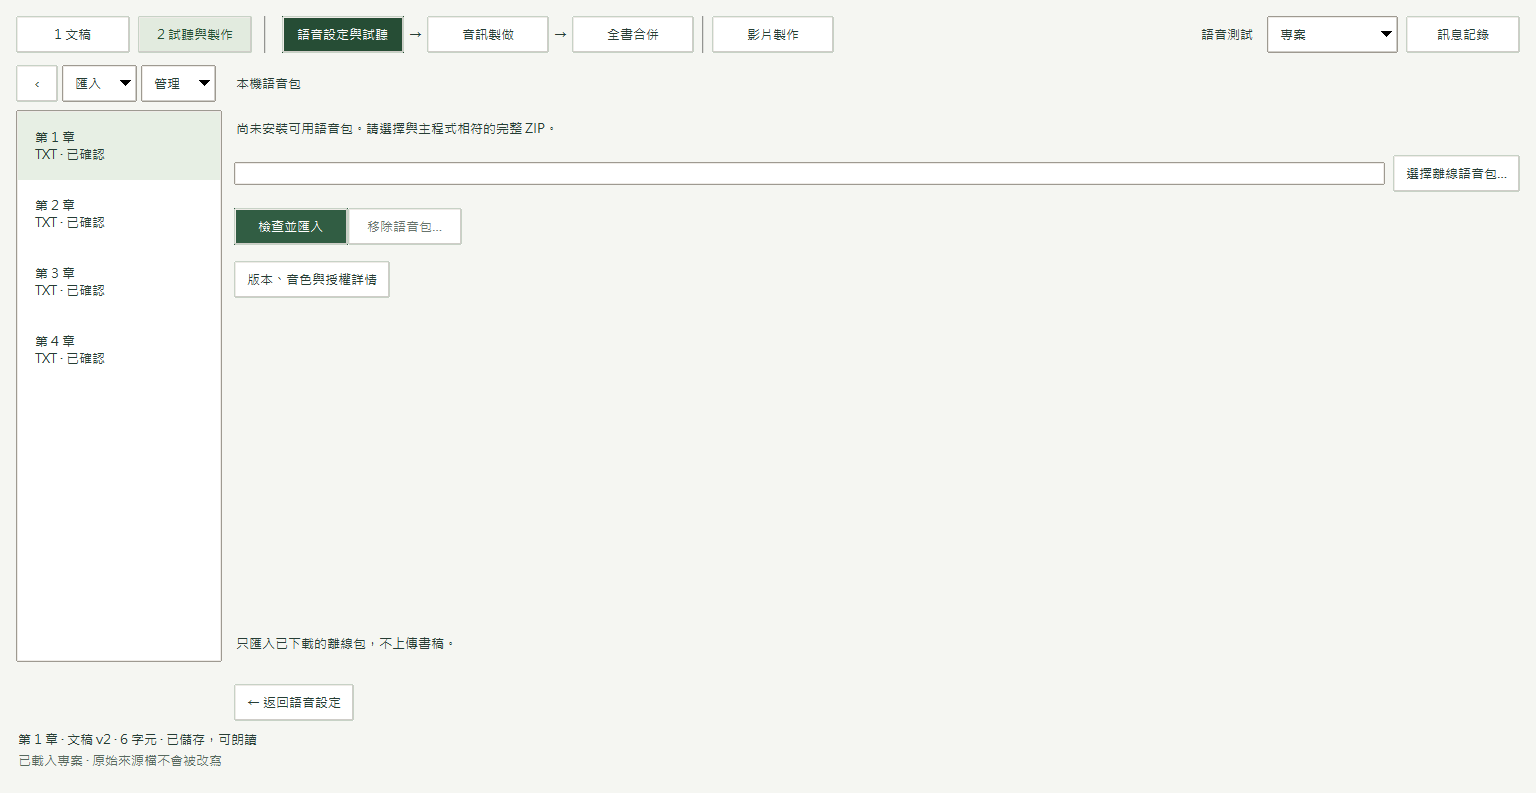 1 文稿
2 試聽與製作
語音設定與試聽
→
音訊製做
→
全書合併
影片製作
語音測試
專案
訊息記錄
‹
匯入
管理
本機語音包
第 1 章
TXT · 已確認
第 2 章
TXT · 已確認
第 3 章
TXT · 已確認
第 4 章
TXT · 已確認
尚未安裝可用語音包。請選擇與主程式相符的完整 ZIP。
選擇離線語音包...
檢查並匯入
移除語音包...
版本、音色與授權詳情
只匯入已下載的離線包，不上傳書稿。
← 返回語音設定
第 1 章 · 文稿 v2 · 6 字元 · 已儲存，可朗讀
已載入專案 · 原始來源檔不會被改寫